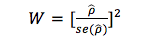 W = [ρ̂ / se(ρ̂)]²